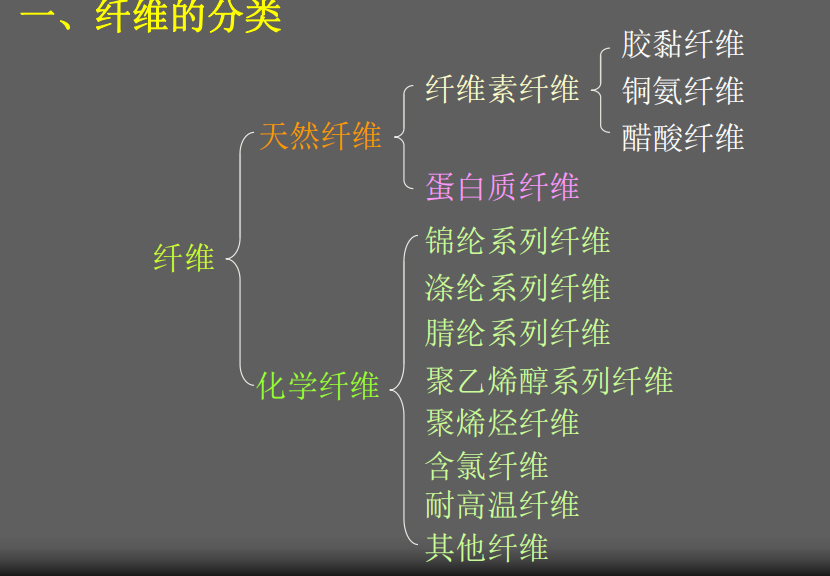 一、纤维的分类
胶黏纤维
纤维素纤维
铜氨纤维
天然纤维
醋酸纤维
蛋白质纤维
纤维
锦纶系列纤维
涤纶系列纤维
腈纶系列纤维
化学纤维
聚乙烯醇系列纤维
聚烯烃纤维
含氯纤维
耐高温纤维
其他纤维